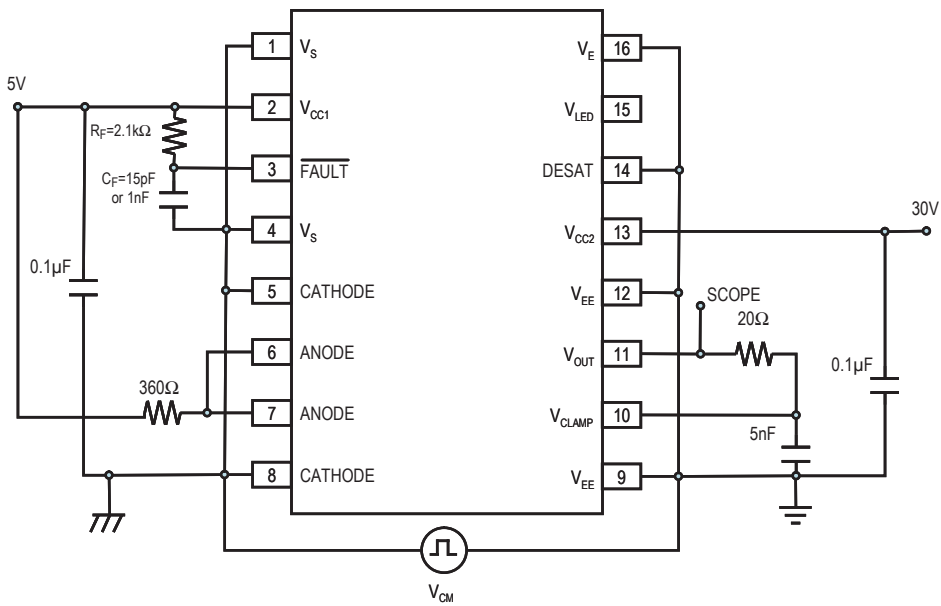 1 V_S
V_E 16
5V
2 V_CC1
V_LED 15
R_F=2.1kΩ
3 FAULT
DESAT 14
C_F=15pF
or 1nF
4 V_S
V_CC2 13
30V
0.1µF
5 CATHODE
V_EE 12
SCOPE
20Ω
6 ANODE
V_OUT 11
0.1µF
360Ω
7 ANODE
V_CLAMP 10
5nF
8 CATHODE
V_EE 9
V_CM